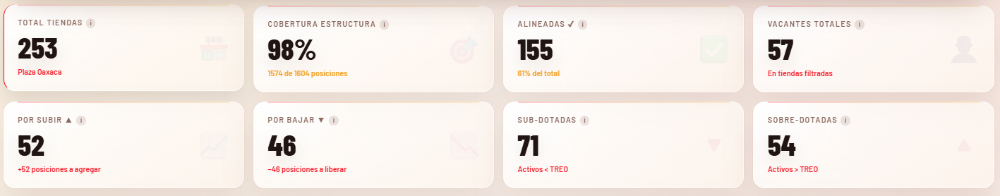 TOTAL TIENDAS i
253
Plaza Oaxaca
COBERTURA ESTRUCTURA i
98%
1574 de 1604 posiciones
ALINEADAS ✓ i
155
61% del total
VACANTES TOTALES i
57
En tiendas filtradas
POR SUBIR ▲ i
52
+52 posiciones a agregar
POR BAJAR ▼ i
46
−46 posiciones a liberar
SUB-DOTADAS i
71
Activos < TREO
SOBRE-DOTADAS i
54
Activos > TREO